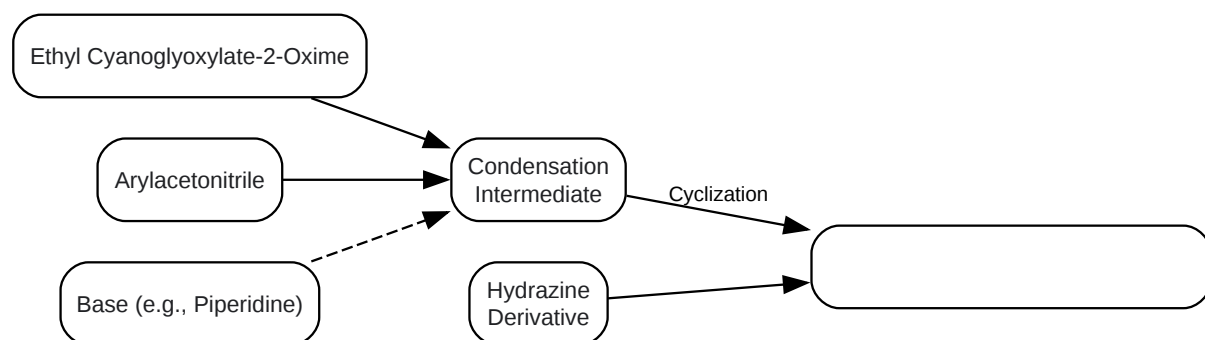 Ethyl Cyanoglyoxylate-2-Oxime
Arylacetonitrile
Base (e.g., Piperidine)
Condensation
Intermediate
Cyclization
Hydrazine
Derivative